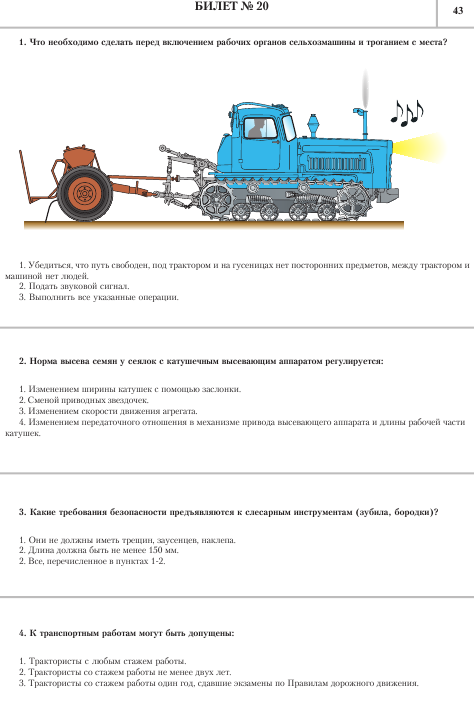 БИЛЕТ № 20
43
1. Что необходимо сделать перед включением рабочих органов сельхозмашины и троганием с места?
1. Убедиться, что путь свободен, под трактором и на гусеницах нет посторонних предметов, между трактором и
машиной нет людей.
2. Подать звуковой сигнал.
3. Выполнить все указанные операции.
2. Норма высева семян у сеялок с катушечным высевающим аппаратом регулируется:
1. Изменением ширины катушек с помощью заслонки.
2. Сменой приводных звездочек.
3. Изменением скорости движения агрегата.
4. Изменением передаточного отношения в механизме привода высевающего аппарата и длины рабочей части
катушек.
3. Какие требования безопасности предъявляются к слесарным инструментам (зубила, бородки)?
1. Они не должны иметь трещин, заусенцев, наклепа.
2. Длина должна быть не менее 150 мм.
2. Все, перечисленное в пунктах 1-2.
4. К транспортным работам могут быть допущены:
1. Трактористы с любым стажем работы.
2. Трактористы со стажем работы не менее двух лет.
3. Трактористы со стажем работы один год, сдавшие экзамены по Правилам дорожного движения.